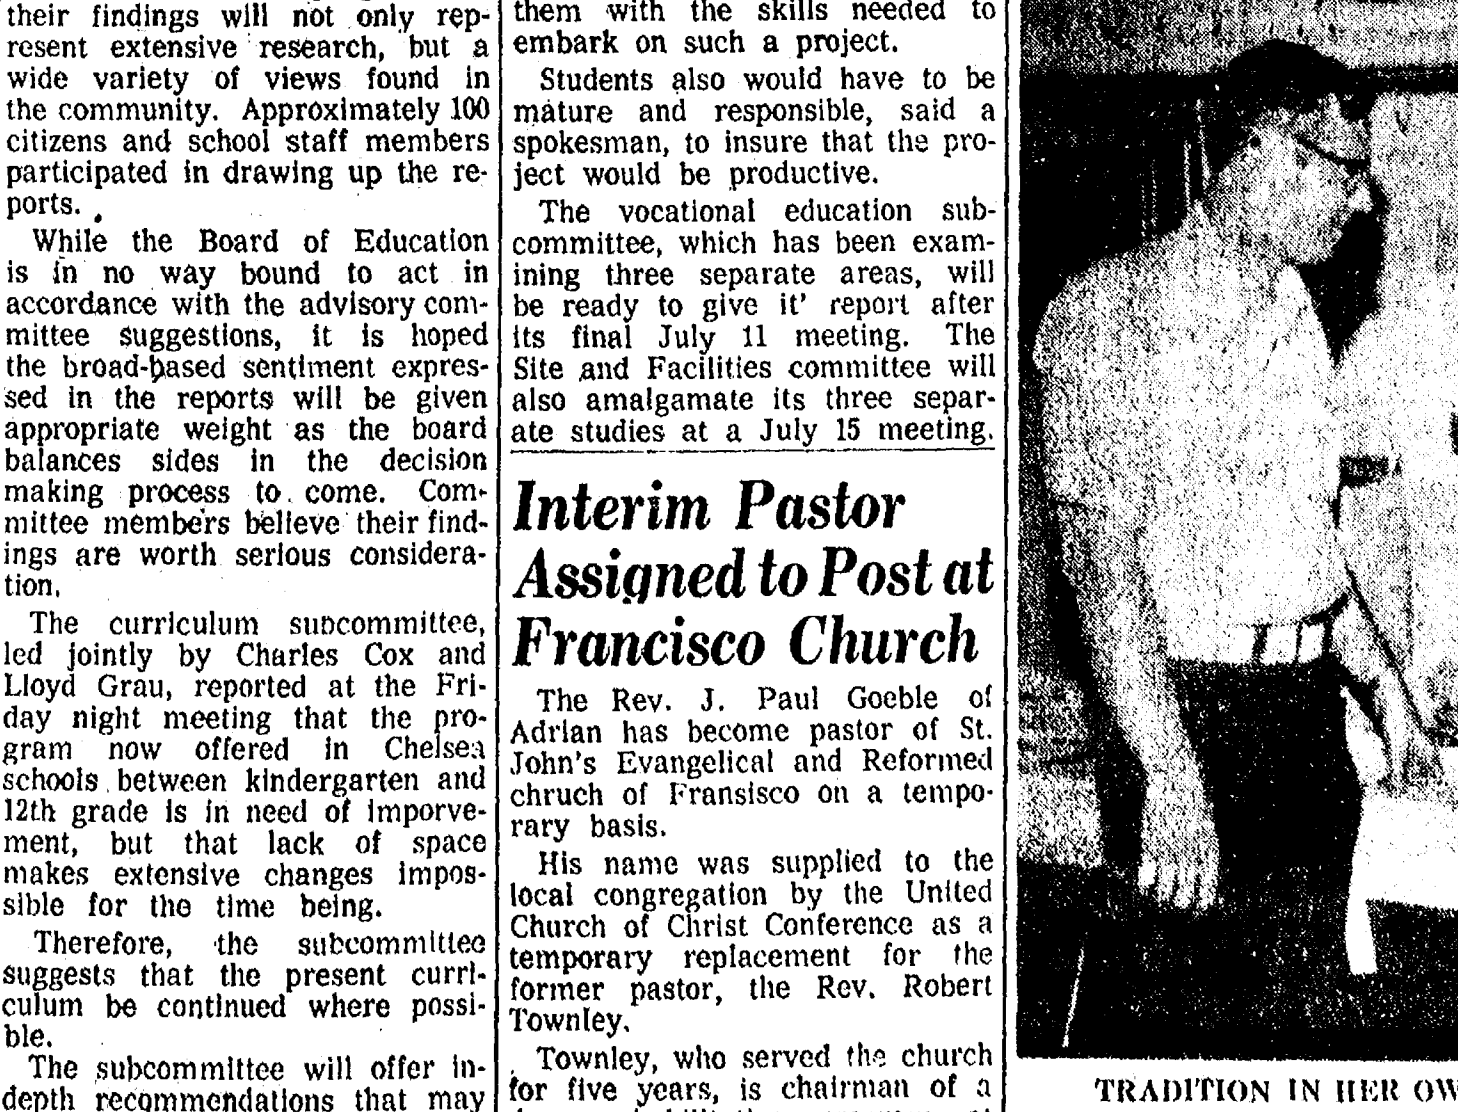 their findings will not only rep-
resent extensive research, but a
wide variety of views found in
the community. Approximately 100
citizens and school staff members
participated in drawing up the re-
ports.
While the Board of Education
is in no way bound to act in
accordance with the advisory com-
mittee suggestions, it is hoped
the broad-based sentiment expres-
sed in the reports will be given
appropriate weight as the board
balances sides in the decision
making process to come. Com-
mittee members believe their find-
ings are worth serious considera-
tion.
The curriculum subcommittee,
led jointly by Charles Cox and
Lloyd Grau, reported at the Fri-
day night meeting that the pro-
gram now offered in Chelsea
schools between kindergarten and
12th grade is in need of imporve-
ment, but that lack of space
makes extensive changes impos-
sible for the time being.
Therefore, the subcommittee
suggests that the present curri-
culum be continued where possi-
ble.
The subcommittee will offer in-
depth recommendations that may
them with the skills needed to
embark on such a project.
Students also would have to be
mature and responsible, said a
spokesman, to insure that the pro-
ject would be productive.
The vocational education sub-
committee, which has been exam-
ining three separate areas, will
be ready to give it' report after
its final July 11 meeting. The
Site and Facilities committee will
also amalgamate its three separ-
ate studies at a July 15 meeting.
Interim Pastor
Assigned to Post at
Francisco Church
The Rev. J. Paul Goeble of
Adrian has become pastor of St.
John's Evangelical and Reformed
chruch of Fransisco on a tempo-
rary basis.
His name was supplied to the
local congregation by the United
Church of Christ Conference as a
temporary replacement for the
former pastor, the Rev. Robert
Townley.
Townley, who served the church
for five years, is chairman of a
TRADITION IN HER OW